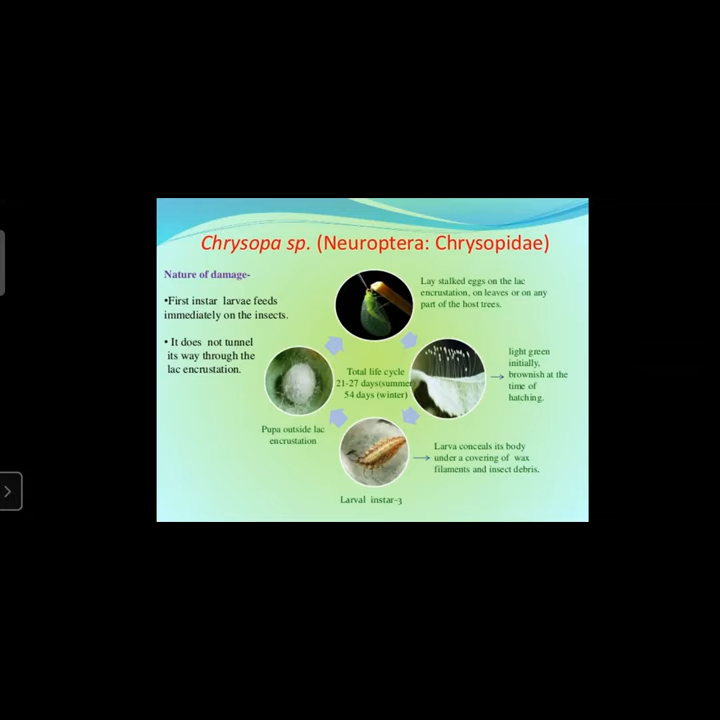 Chrysopa sp. (Neuroptera: Chrysopidae)
Nature of damage-
•First instar larvae feeds
immediately on the insects.
• It does not tunnel
its way through the
lac encrustation.
Lay stalked eggs on the lac
encrustation, on leaves or on any
part of the host trees.
light green
initially,
brownish at the
time of
hatching.
Total life cycle
21-27 days(summer)
54 days (winter)
Pupa outside lac
encrustation
Larva conceals its body
under a covering of wax
filaments and insect debris.
Larval instar-3